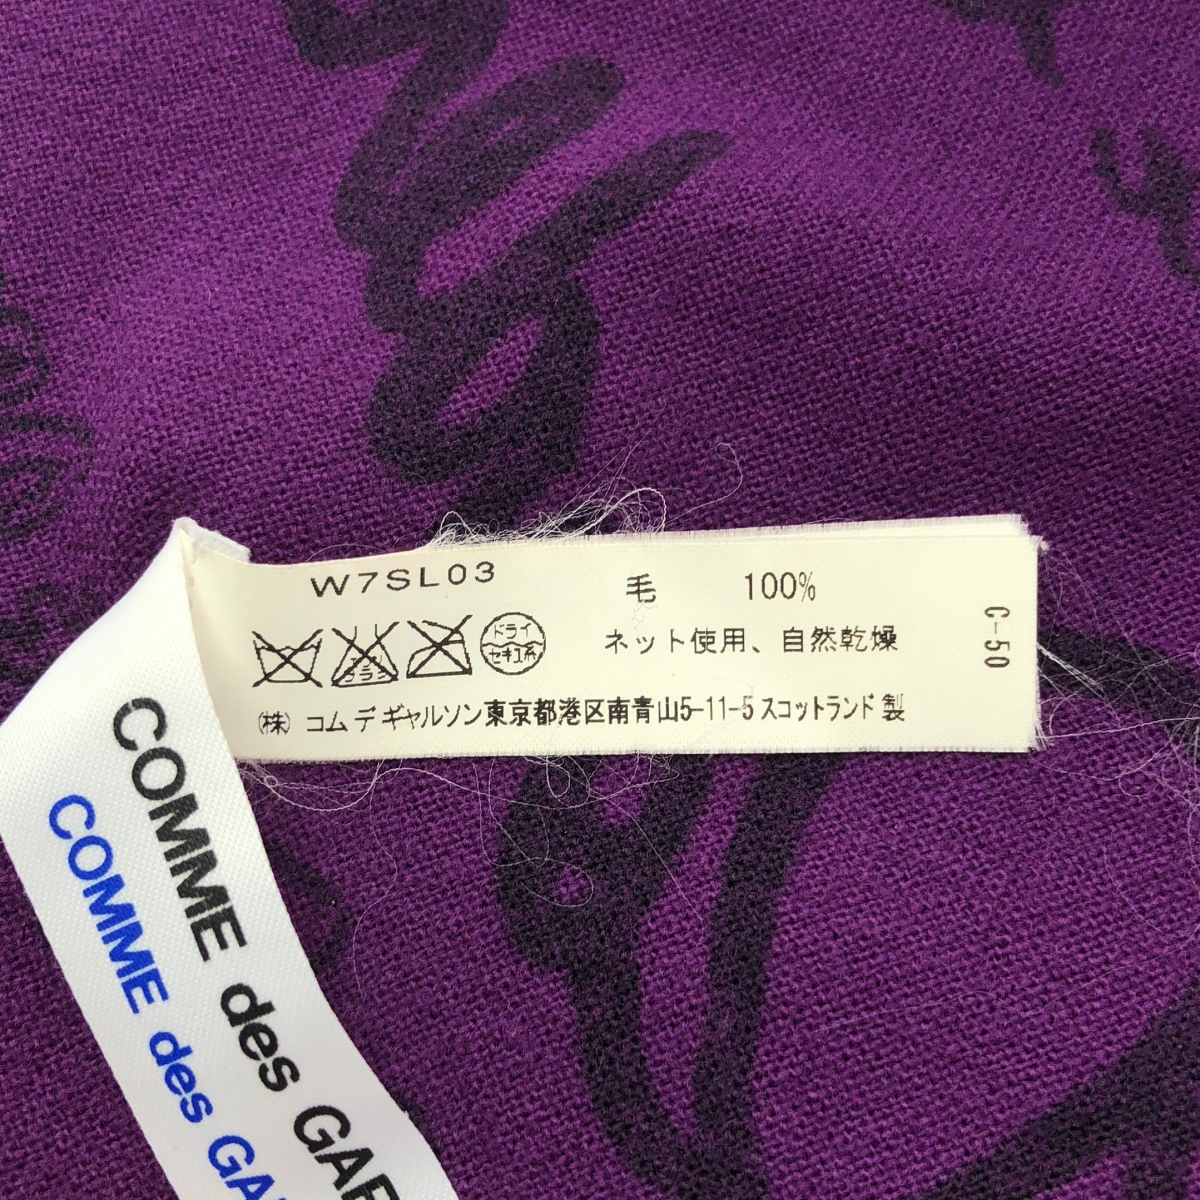 W7SL03
毛 100%
C-50
ドライ
セキユ系
ネット使用、自然乾燥
㈱ コム デ ギャルソン東京都港区南青山5-11-5スコットランド製
COMME des GAR
COMME des GA